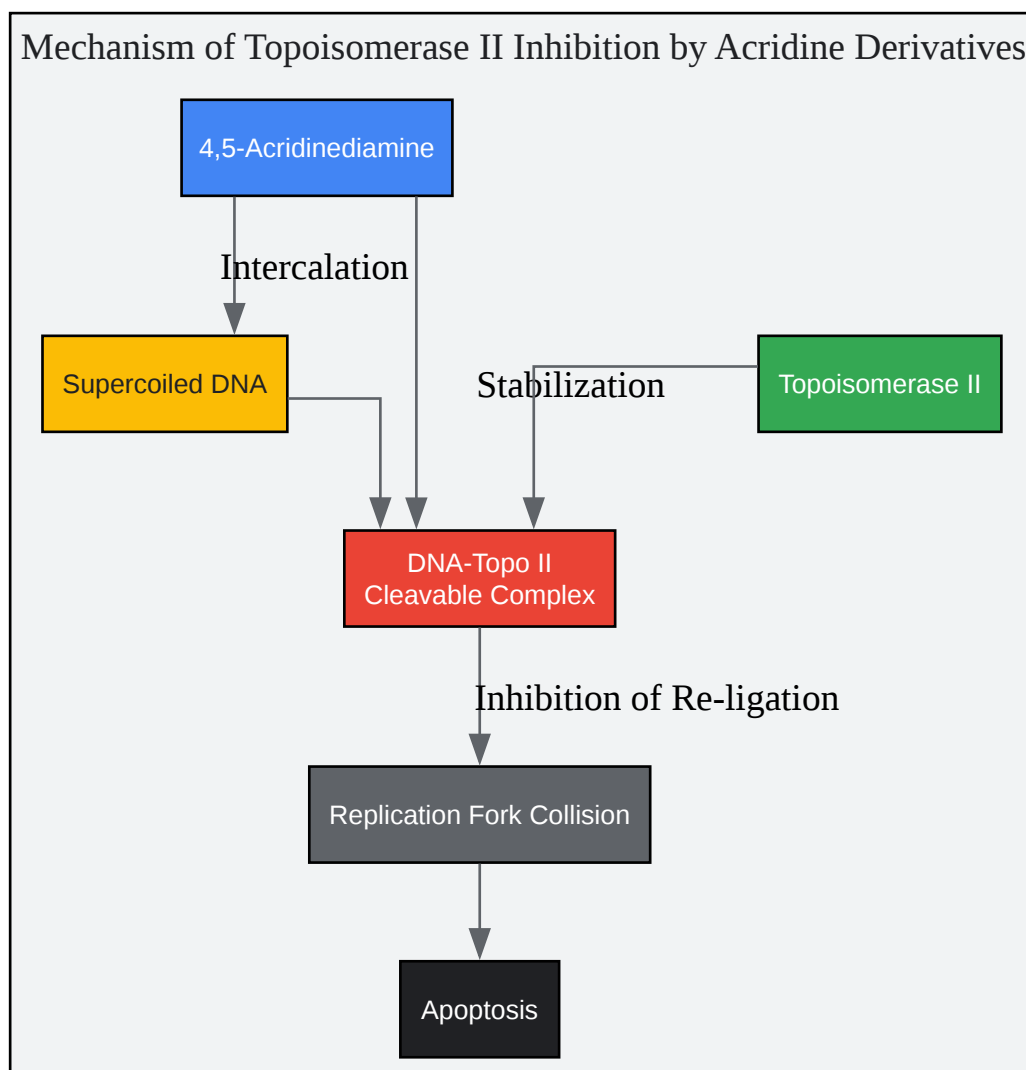 Mechanism of Topoisomerase II Inhibition by Acridine Derivatives
4,5-Acridinediamine
Intercalation
Supercoiled DNA
Stabilization
Topoisomerase II
DNA-Topo II
Cleavable Complex
Inhibition of Re-ligation
Replication Fork Collision
Apoptosis